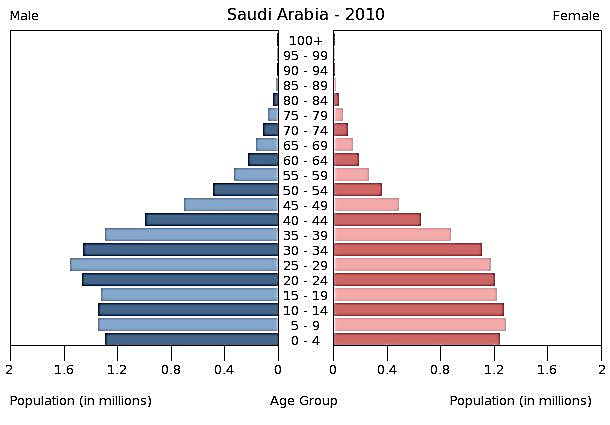 Male Saudi Arabia - 2010 Female
100+
95 - 99
90 - 94
85 - 89
80 - 84
75 - 79
70 - 74
65 - 69
60 - 64
55 - 59
50 - 54
45 - 49
40 - 44
35 - 39
30 - 34
25 - 29
20 - 24
15 - 19
10 - 14
5 - 9
0 - 4
2 1.6 1.2 0.8 0.4 0 0 0.4 0.8 1.2 1.6 2
Population (in millions) Age Group Population (in millions)